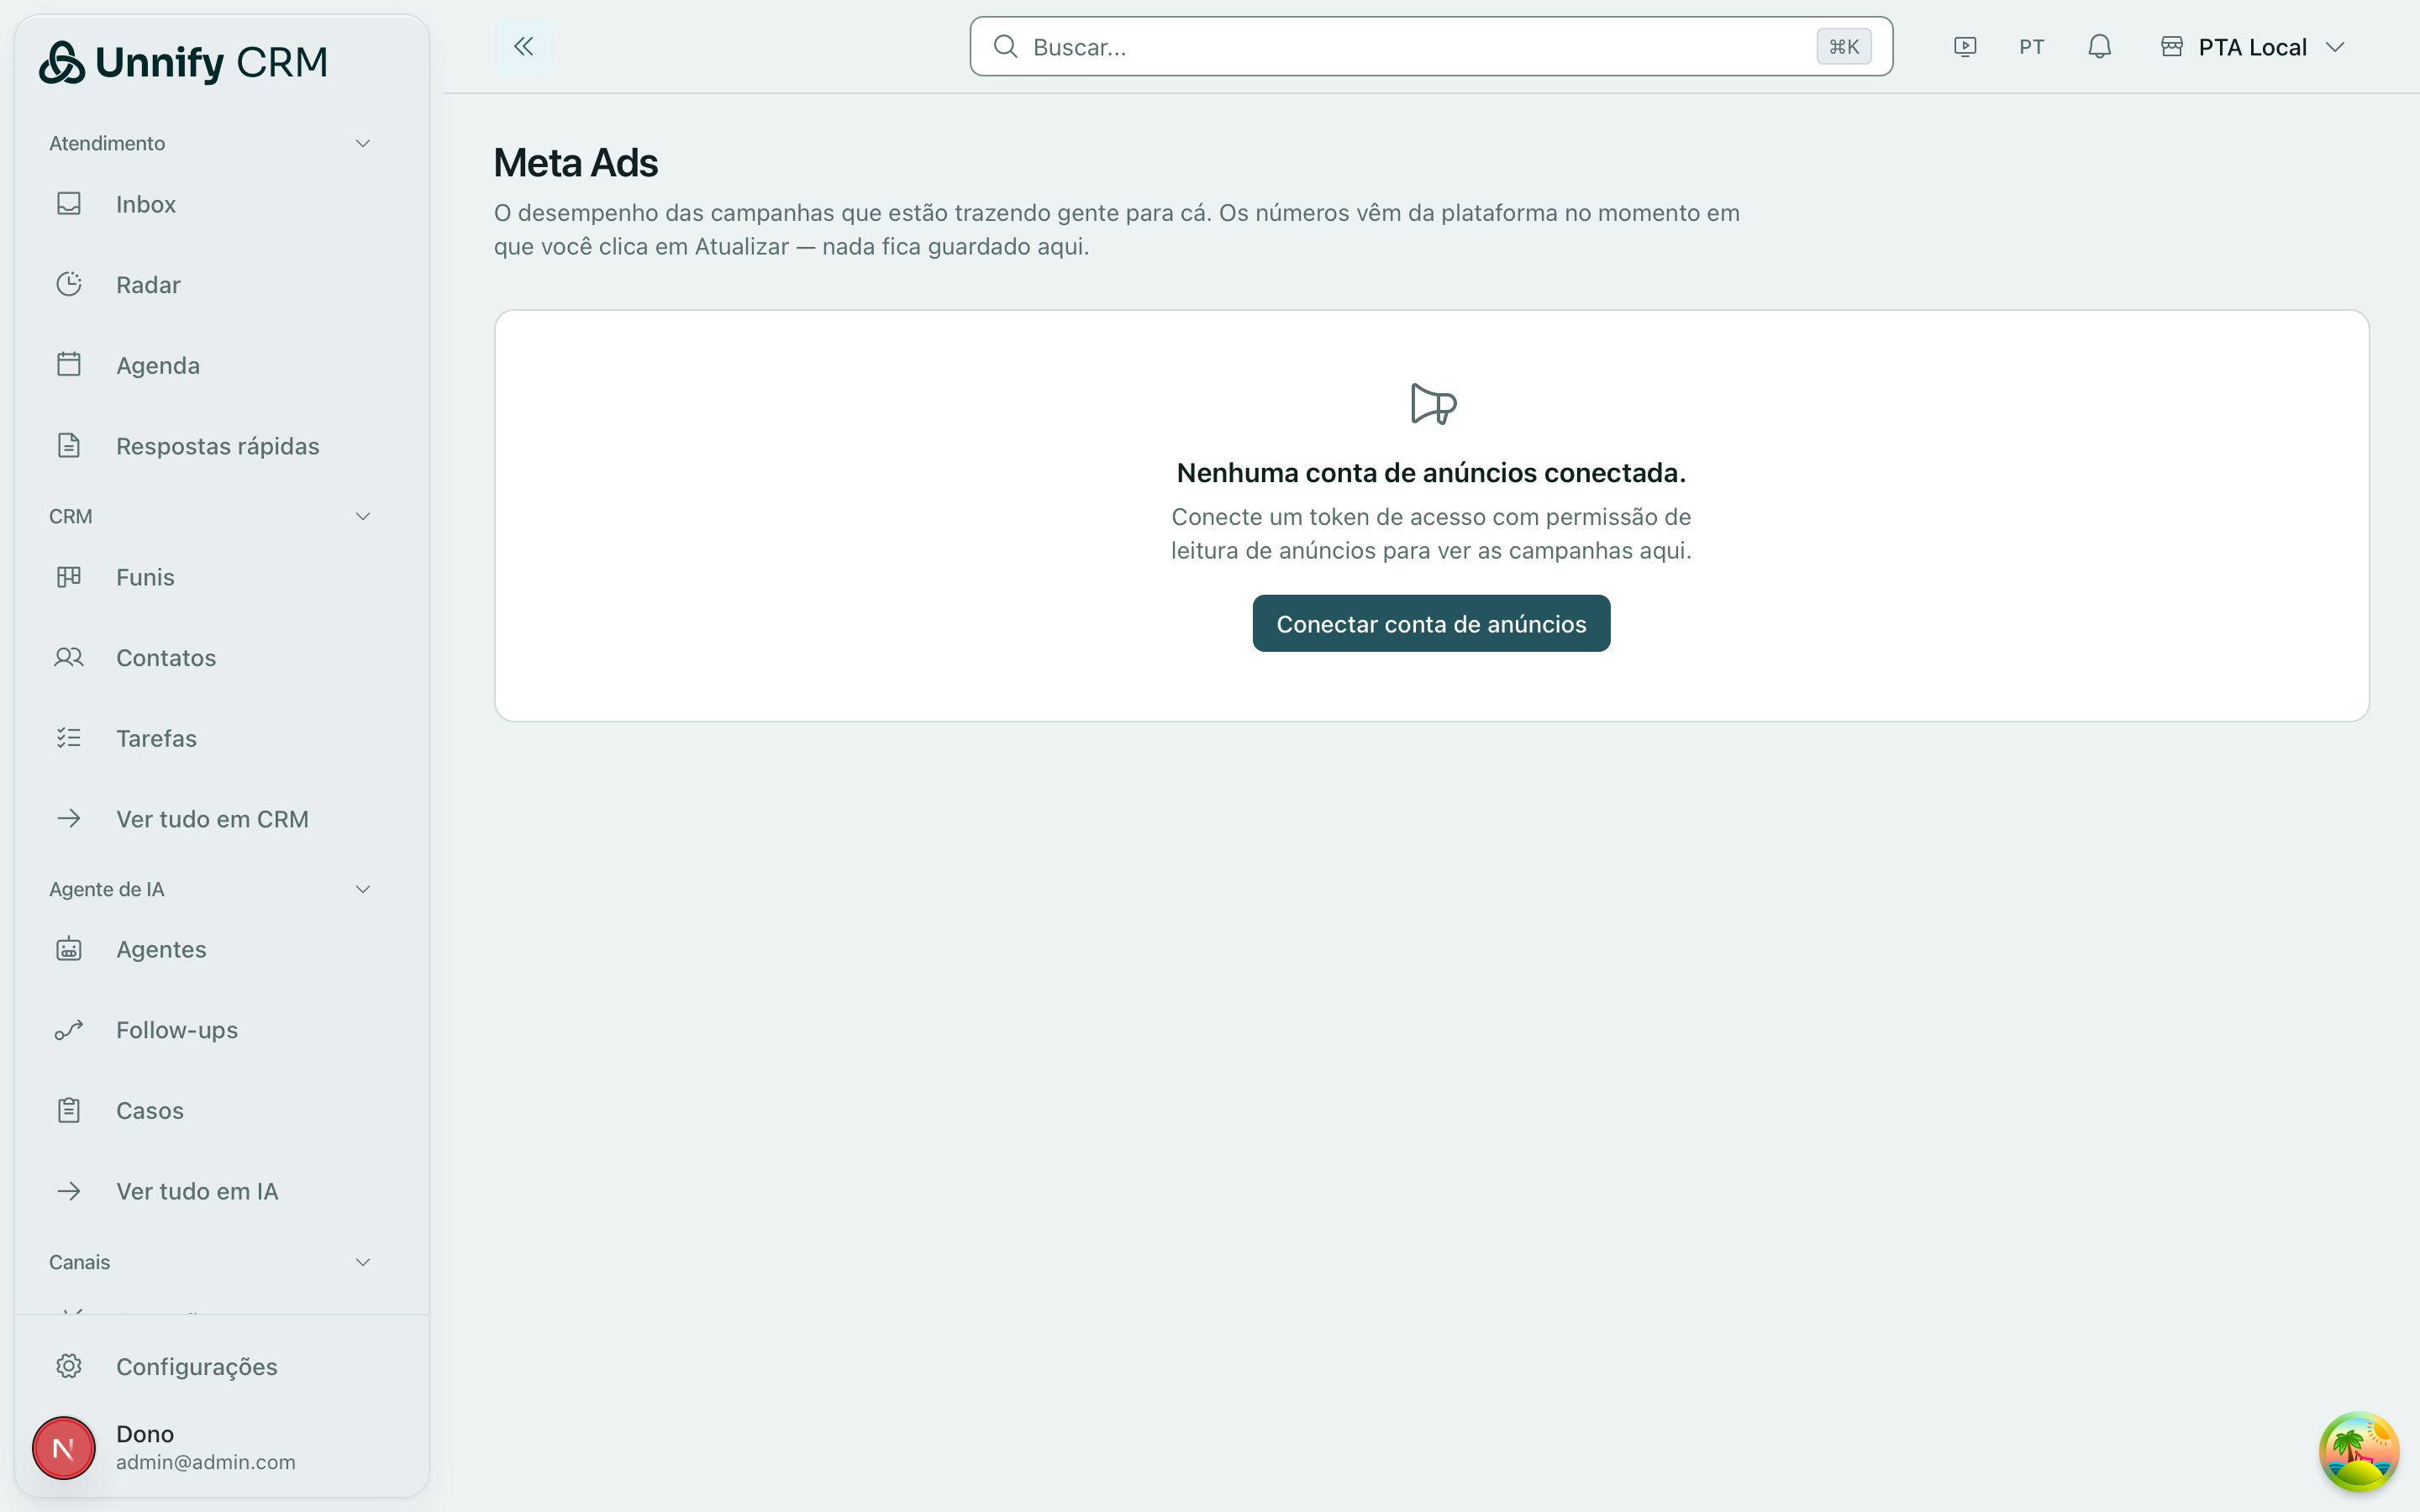 Unnify CRM
Buscar...
⌘K
PT
PTA Local
Atendimento
Inbox
Radar
Agenda
Respostas rápidas
CRM
Funis
Contatos
Tarefas
Ver tudo em CRM
Agente de IA
Agentes
Follow-ups
Casos
Ver tudo em IA
Canais
Configurações
N
Dono
admin@admin.com
Meta Ads
O desempenho das campanhas que estão trazendo gente para cá. Os números vêm da plataforma no momento em
que você clica em Atualizar — nada fica guardado aqui.
Nenhuma conta de anúncios conectada.
Conecte um token de acesso com permissão de
leitura de anúncios para ver as campanhas aqui.
Conectar conta de anúncios